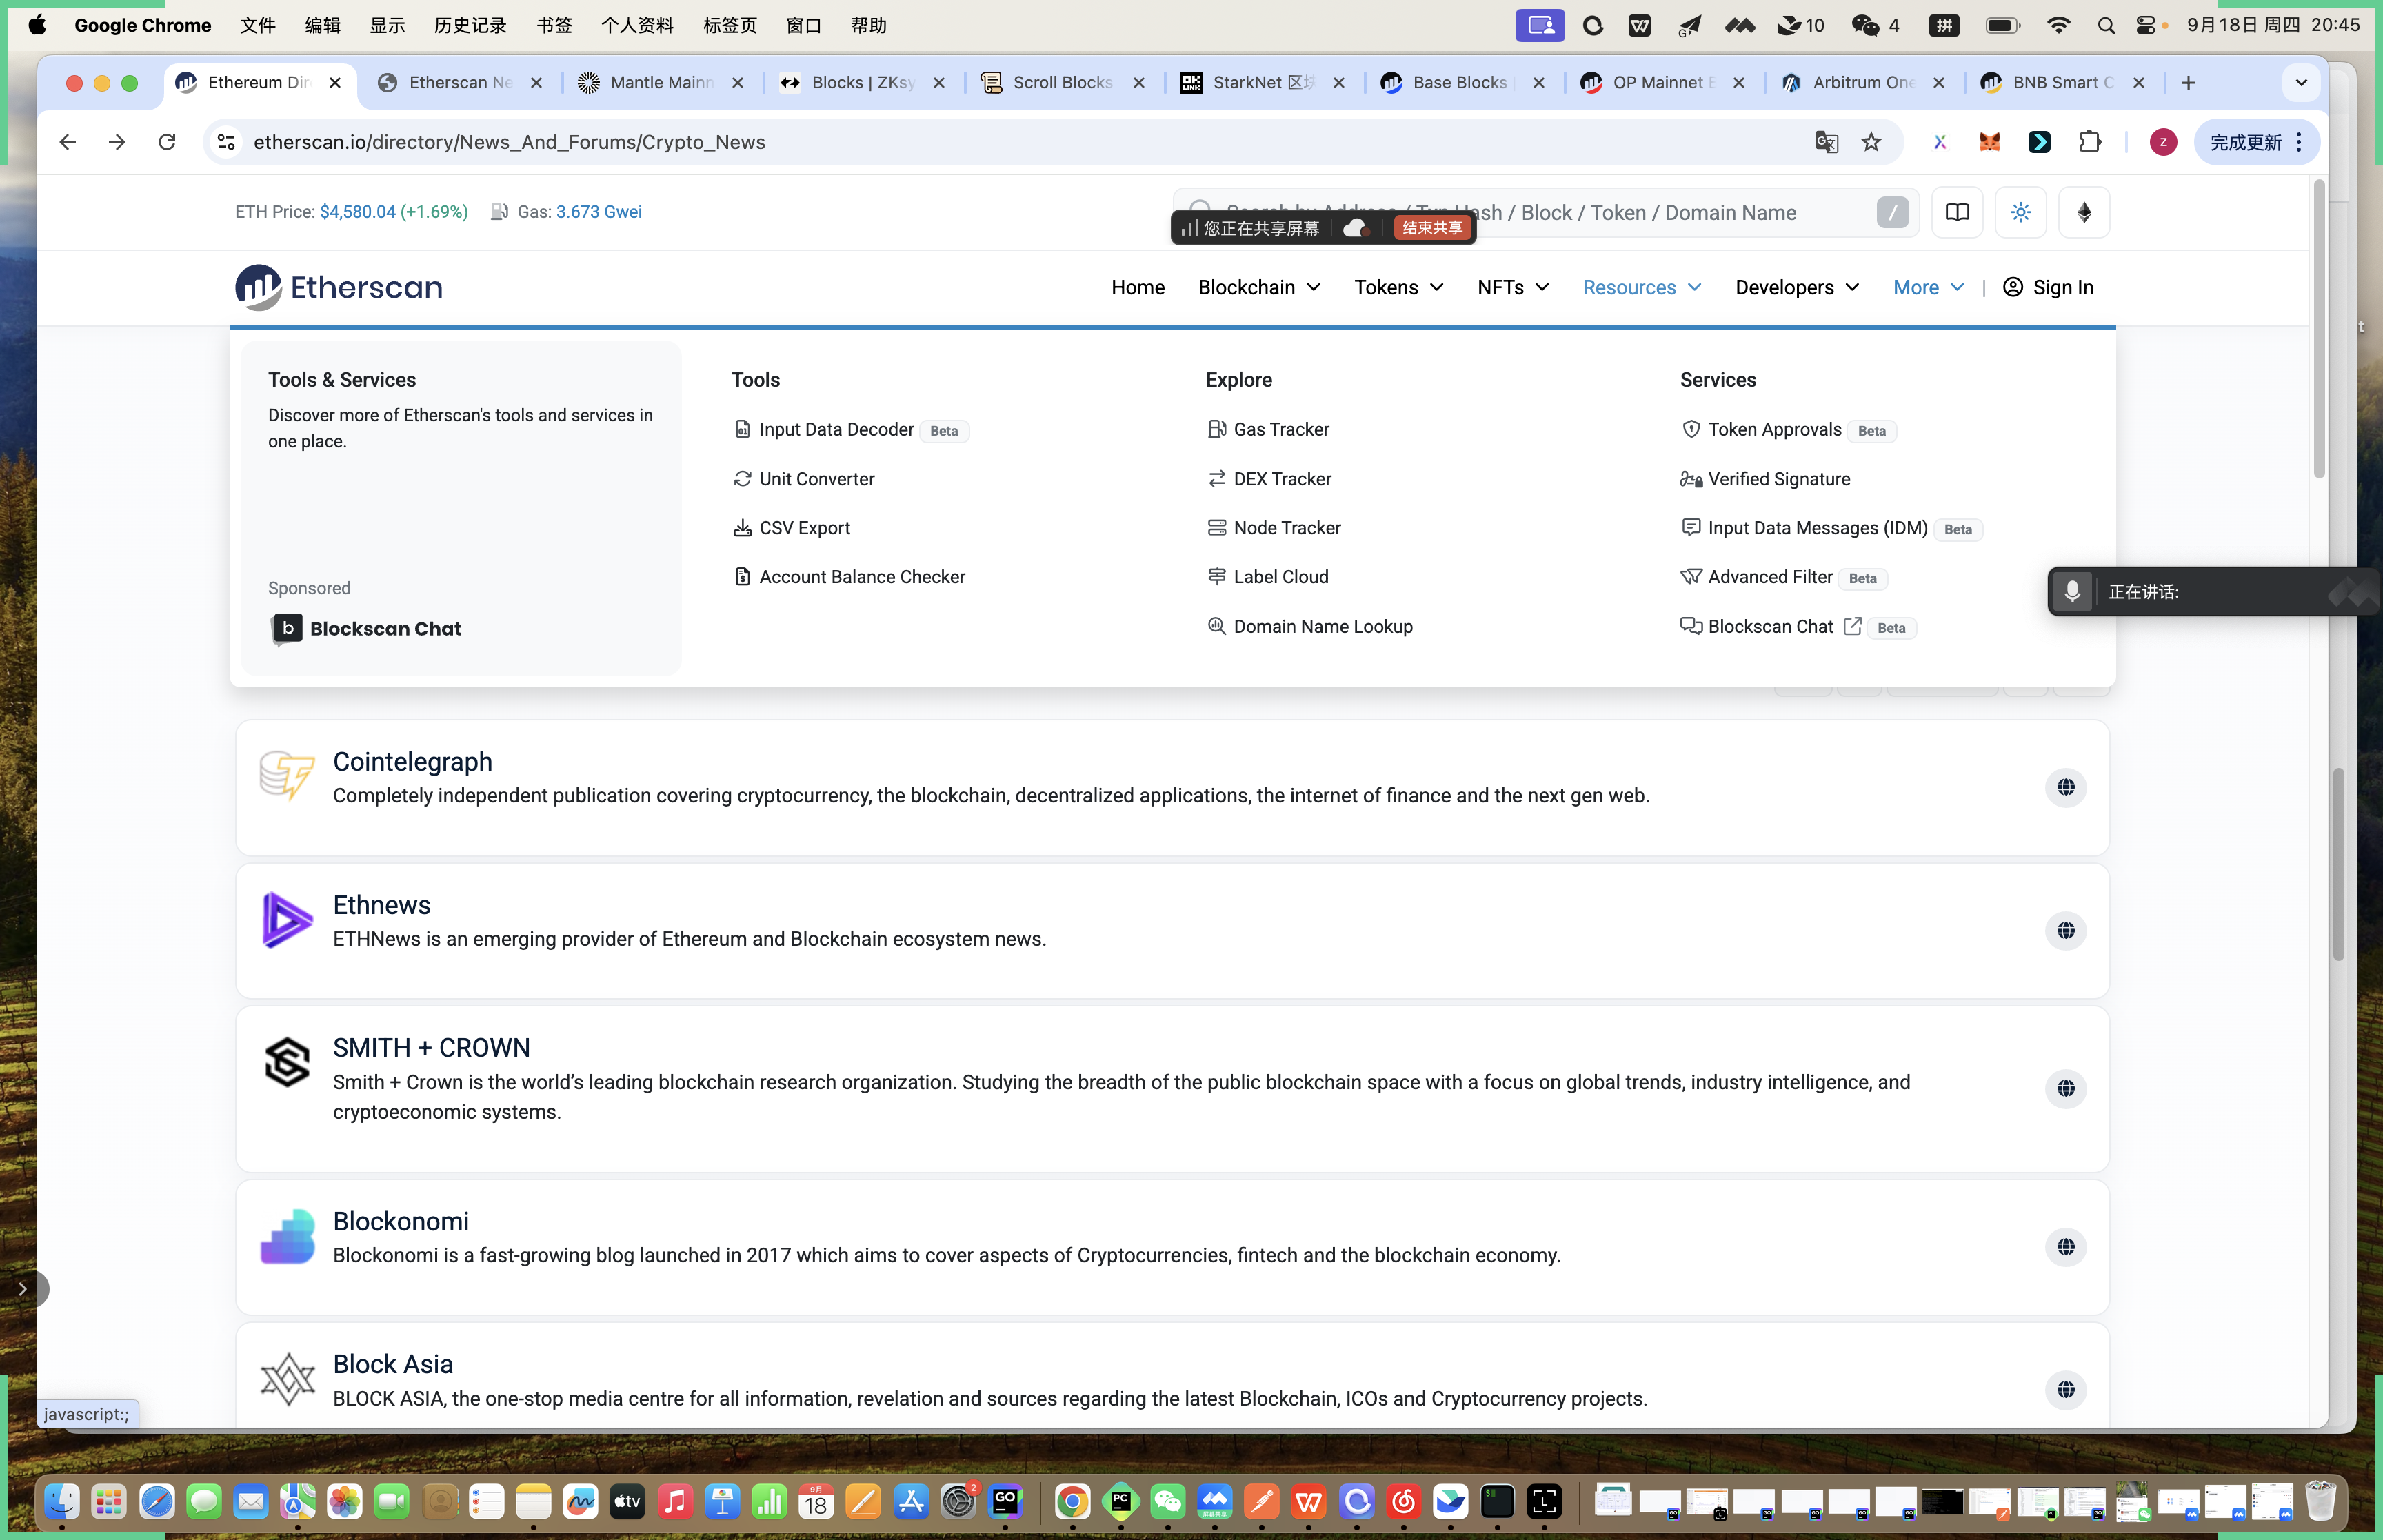 Google Chrome 文件 编辑 显示 历史记录 书签 个人资料 标签页 窗口 帮助 10 4 拼 9月18日 周四 20:45
Ethereum Dir Etherscan Ne Mantle Mainn Blocks | ZKsy Scroll Blocks StarkNet 区块 Base Blocks | OP Mainnet B Arbitrum One BNB Smart C
etherscan.io/directory/News_And_Forums/Crypto_News z 完成更新
ETH Price: $4,580.04 (+1.69%) Gas: 3.673 Gwei Search by Address / Txn Hash / Block / Token / Domain Name /
您正在共享屏幕 结束共享
Etherscan Home Blockchain Tokens NFTs Resources Developers More | Sign In
Tools & Services
Discover more of Etherscan's tools and services in
one place.
Sponsored
b Blockscan Chat
Tools
Input Data Decoder Beta
Unit Converter
CSV Export
Account Balance Checker
Explore
Gas Tracker
DEX Tracker
Node Tracker
Label Cloud
Domain Name Lookup
Services
Token Approvals Beta
Verified Signature
Input Data Messages (IDM) Beta
Advanced Filter Beta
Blockscan Chat Beta
正在讲话:
Cointelegraph
Completely independent publication covering cryptocurrency, the blockchain, decentralized applications, the internet of finance and the next gen web.
Ethnews
ETHNews is an emerging provider of Ethereum and Blockchain ecosystem news.
SMITH + CROWN
Smith + Crown is the world’s leading blockchain research organization. Studying the breadth of the public blockchain space with a focus on global trends, industry intelligence, and
cryptoeconomic systems.
Blockonomi
Blockonomi is a fast-growing blog launched in 2017 which aims to cover aspects of Cryptocurrencies, fintech and the blockchain economy.
Block Asia
BLOCK ASIA, the one-stop media centre for all information, revelation and sources regarding the latest Blockchain, ICOs and Cryptocurrency projects.
javascript:;
tv 9月 18 2 GO PC